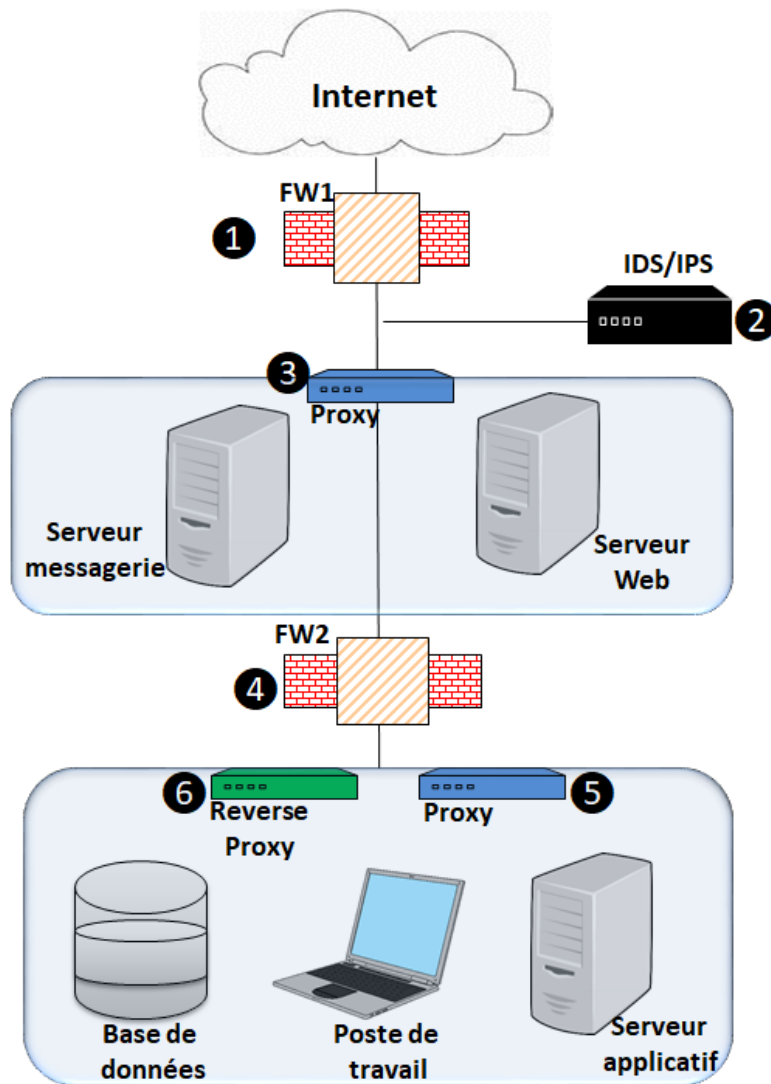 Internet
FW1
1
IDS/IPS
2
3
Proxy
Serveur
messagerie
Serveur
Web
FW2
4
6
Reverse
Proxy
Proxy
5
Base de
données
Poste de
travail
Serveur
applicatif